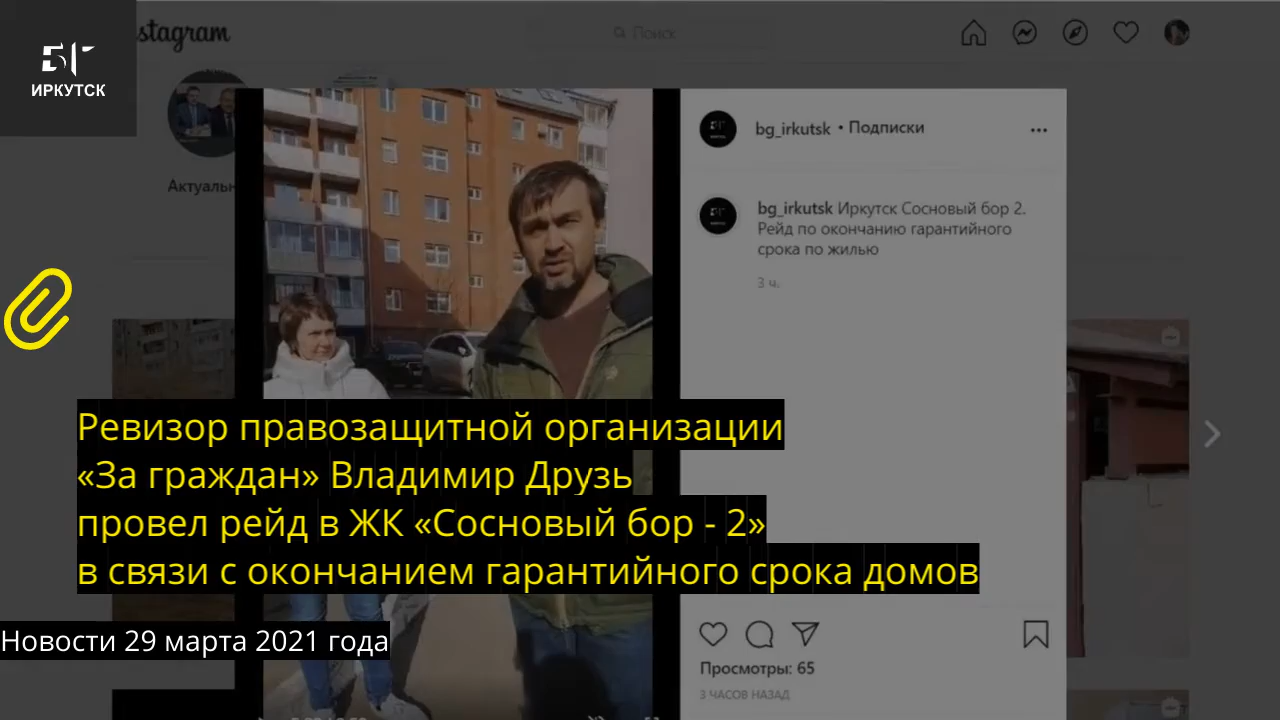 БГ
ИРКУТСК
stagram
Поиск
Актуальн
bg_irkutsk • Подписки
bg_irkutsk Иркутск Сосновый бор 2.
Рейд по окончанию гарантийного
срока по жилью
3 ч.
Ревизор правозащитной организации
«За граждан» Владимир Друзь
провел рейд в ЖК «Сосновый бор - 2»
в связи с окончанием гарантийного срока домов
Новости 29 марта 2021 года
Просмотры: 65
3 ЧАСОВ НАЗАД